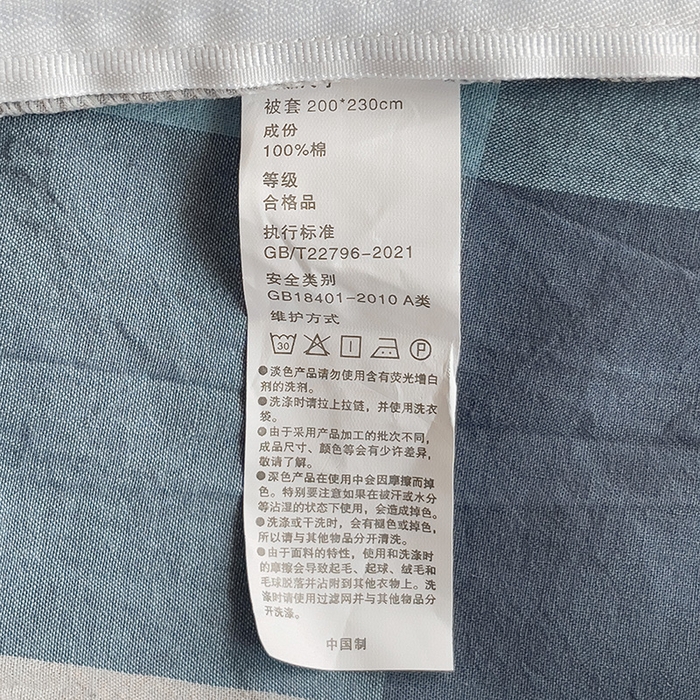 被套 200*230cm
成份
100%棉
等级
合格品
执行标准
GB/T22796-2021
安全类别
GB18401-2010 A类
维护方式
30 P
●淡色产品请勿使用含有荧光增白
剂的洗剂。
●洗涤时请拉上拉链，并使用洗衣
袋。
●由于采用产品加工的批次不同，
成品尺寸、颜色等会有少许差异，
敬请了解。
●深色产品在使用中会因摩擦而掉
色。特别要注意如果在被汗或水分
等沾湿的状态下使用，会造成掉色。
●洗涤或干洗时，会有褪色或掉色，
所以请与其他物品分开清洗。
●由于面料的特性，使用和洗涤时
的摩擦会导致起毛、起球、绒毛和
毛球脱落并沾附到其他衣物上。洗
涤时请使用过滤网并与其他物品分
开洗涤。
中国制